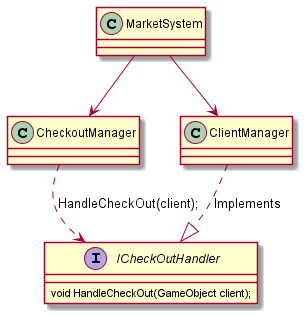 C MarketSystem
C CheckoutManager
C ClientManager
HandleCheckOut(client);
Implements
I ICheckOutHandler
void HandleCheckOut(GameObject client);